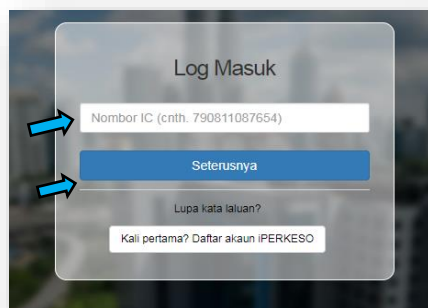 Log Masuk
Nombor IC (cnth. 790811087654)
Seterusnya
Lupa kata laluan?
Kali pertama? Daftar akaun iPERKESO